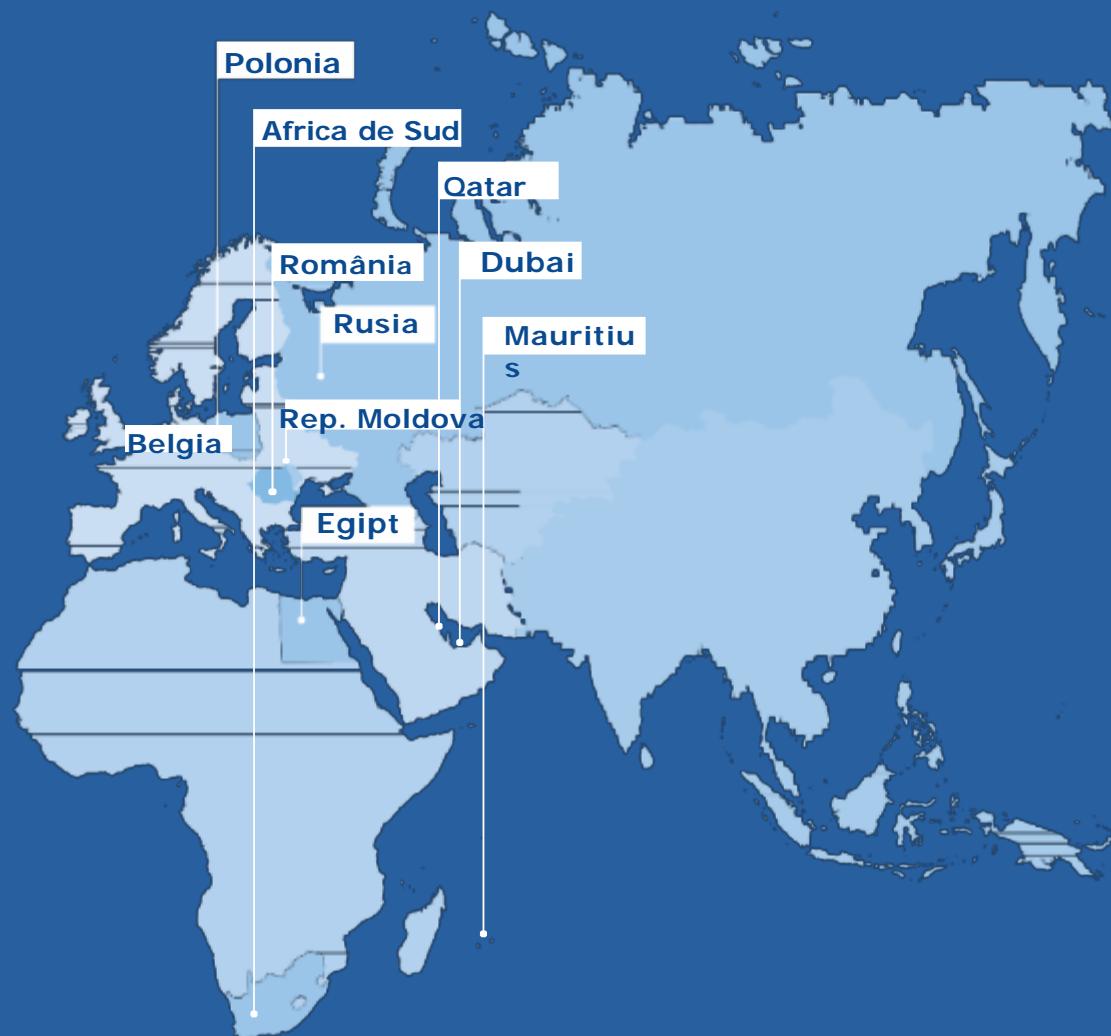 Polonia
Africa de Sud
Qatar
România
Dubai
Rusia
Mauritiu
s
Rep. Moldova
Belgia
Egipt